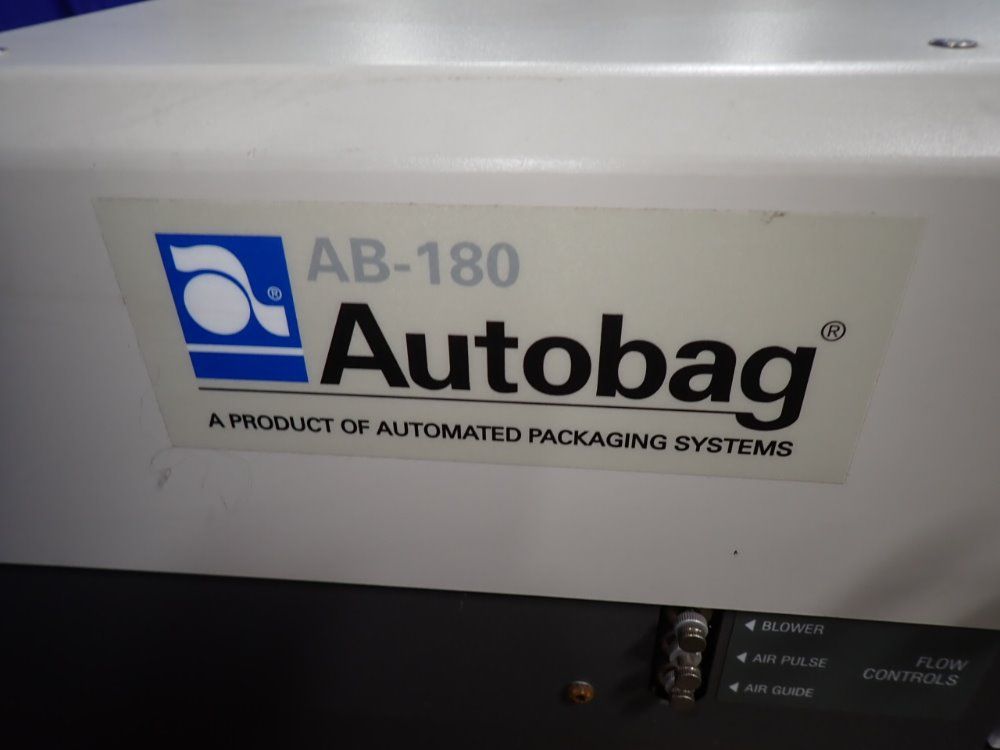 AB-180
a®
Autobag®
A PRODUCT OF AUTOMATED PACKAGING SYSTEMS
◄ BLOWER
◄ AIR PULSE
◄ AIR GUIDE
FLOW
CONTROLS